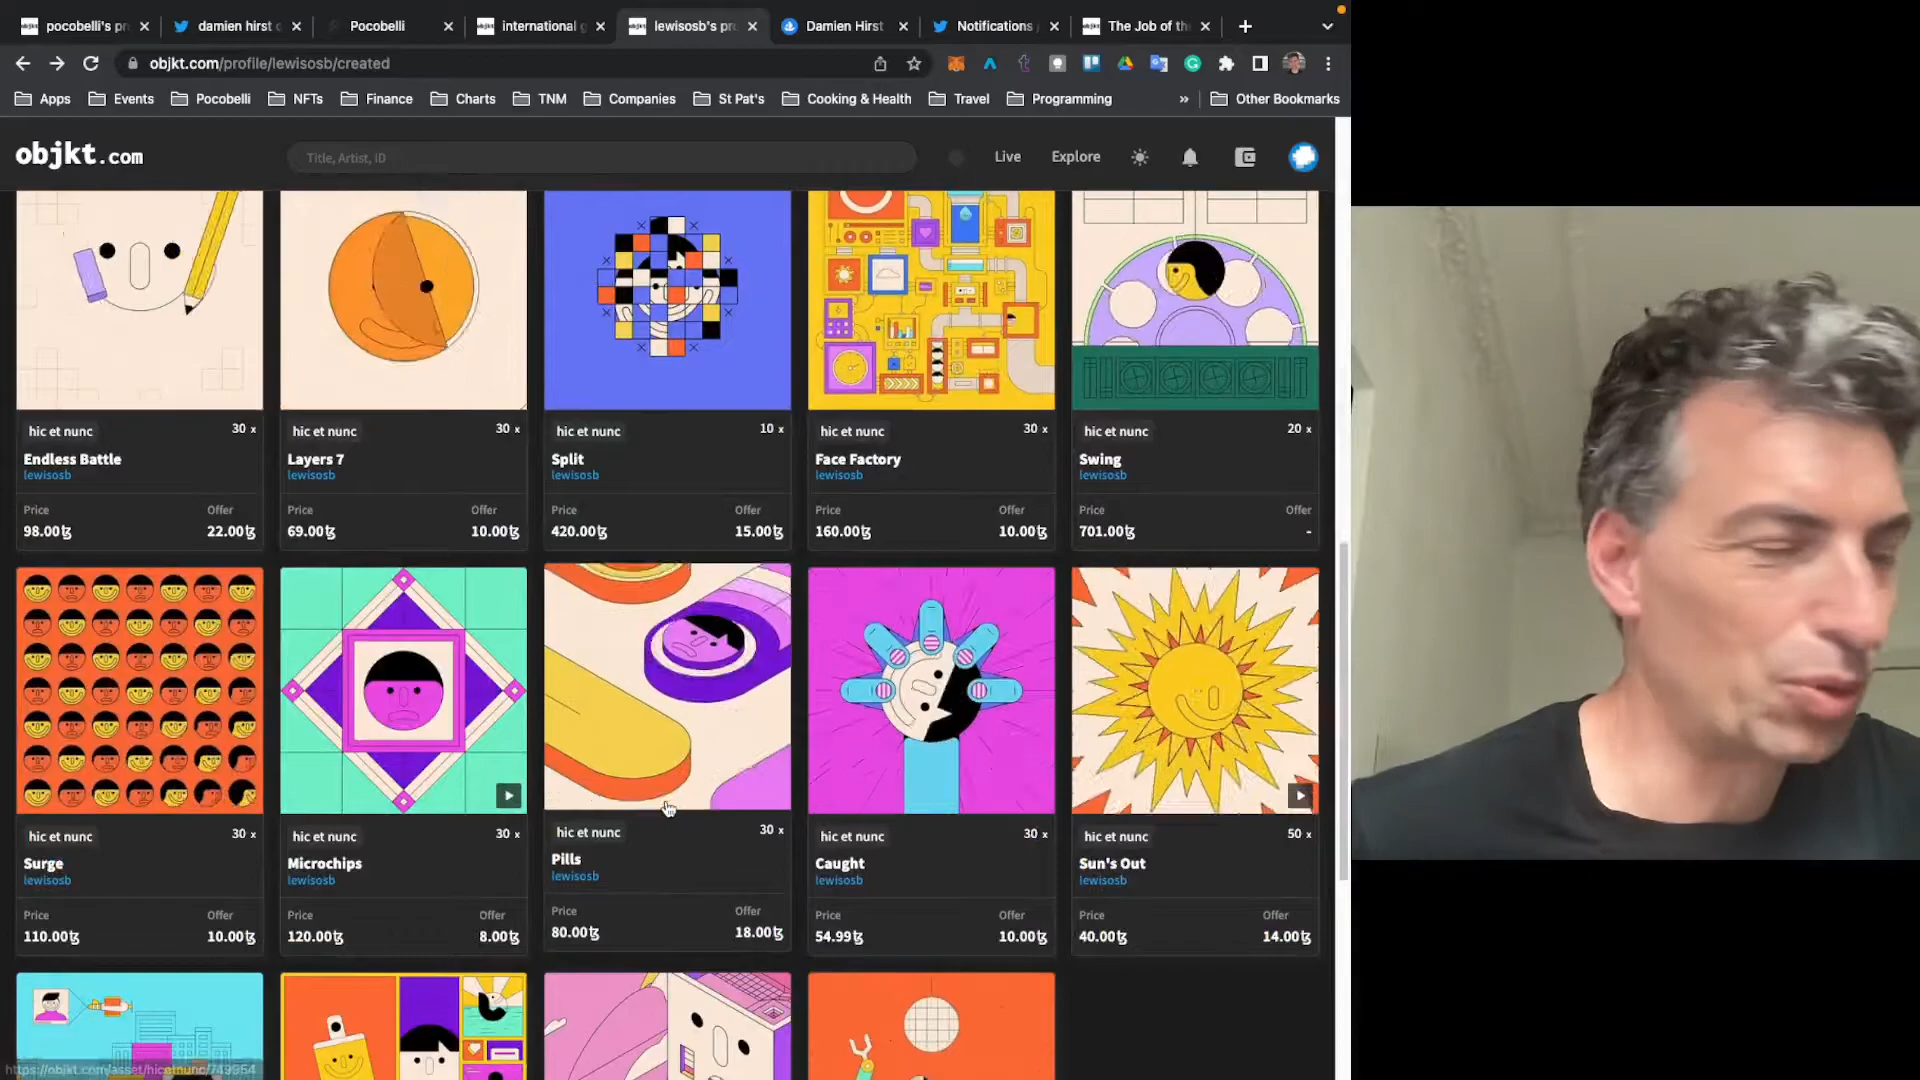 pocobelli's pr
damien hirst c
Pocobelli
international g
lewisosb's pr
Damien Hirst
Notifications
The Job of th
objkt.com/profile/lewisosb/created
Apps
Events
Pocobelli
NFTs
Finance
Charts
TNM
Companies
St Pat's
Cooking & Health
Travel
Programming
»
Other Bookmarks
objkt.com
Title, Artist, ID
Live
Explore
hic et nunc 30 x
Endless Battle
lewisosb
Price Offer
98.00ꜩ 22.00ꜩ
hic et nunc 30 x
Layers 7
lewisosb
Price Offer
69.00ꜩ 10.00ꜩ
hic et nunc 10 x
Split
lewisosb
Price Offer
420.00ꜩ 15.00ꜩ
hic et nunc 30 x
Face Factory
lewisosb
Price Offer
160.00ꜩ 10.00ꜩ
hic et nunc 20 x
Swing
lewisosb
Price Offer
701.00ꜩ -
hic et nunc 30 x
Surge
lewisosb
Price Offer
110.00ꜩ 10.00ꜩ
hic et nunc 30 x
Microchips
lewisosb
Price Offer
120.00ꜩ 8.00ꜩ
hic et nunc 30 x
Pills
lewisosb
Price Offer
80.00ꜩ 18.00ꜩ
hic et nunc 30 x
Caught
lewisosb
Price Offer
54.99ꜩ 10.00ꜩ
hic et nunc 50 x
Sun's Out
lewisosb
Price Offer
40.00ꜩ 14.00ꜩ
https://objkt.com/asset/hicetnunc/749954